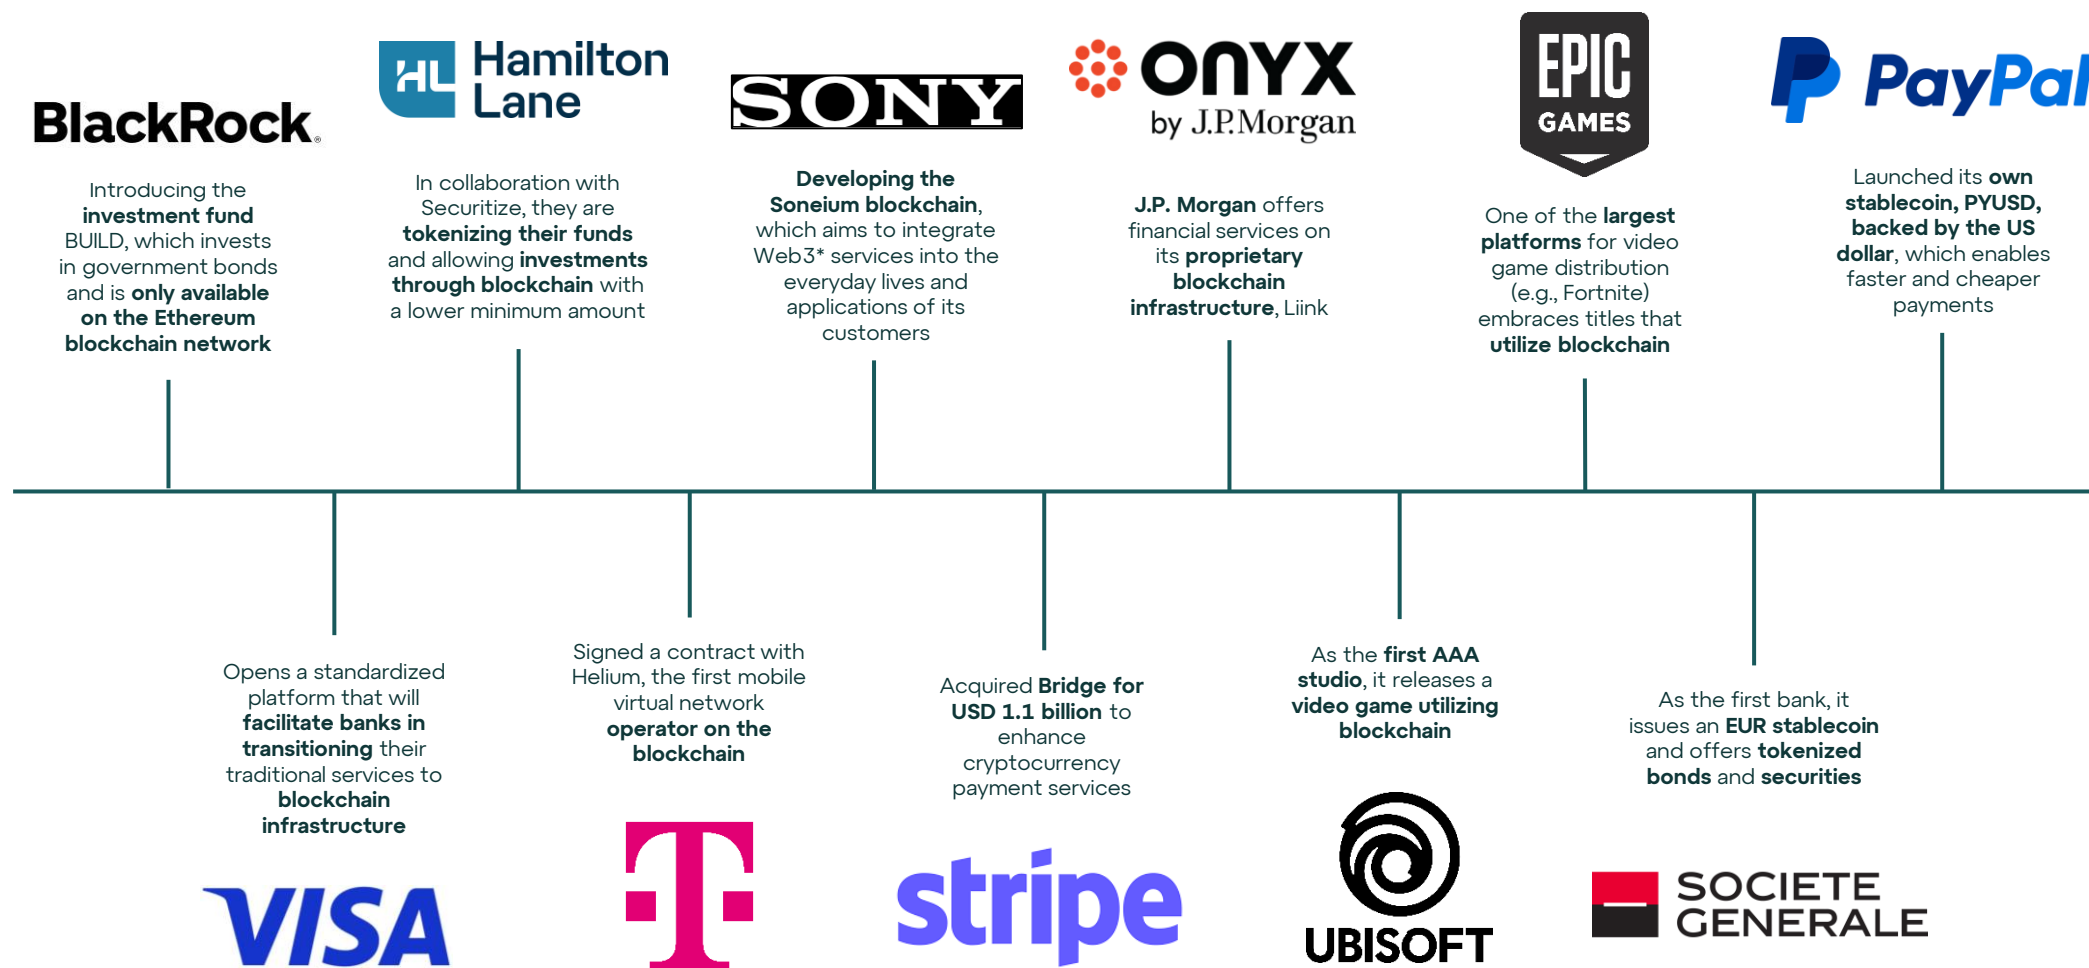 BlackRock®
Introducing the
investment fund
BUILD, which invests
in government bonds
and is only available
on the Ethereum
blockchain network
HL
Hamilton
Lane
In collaboration with
Securitize, they are
tokenizing their funds
and allowing investments
through blockchain with
a lower minimum amount
SONY
Developing the
Soneium blockchain,
which aims to integrate
Web3* services into the
everyday lives and
applications of its
customers
ONYX
by J.P.Morgan
J.P. Morgan offers
financial services on
its proprietary
blockchain
infrastructure, Liink
EPIC
GAMES
One of the largest
platforms for video
game distribution
(e.g., Fortnite)
embraces titles that
utilize blockchain
PayPal
Launched its own
stablecoin, PYUSD,
backed by the US
dollar, which enables
faster and cheaper
payments
Opens a standardized
platform that will
facilitate banks in
transitioning their
traditional services to
blockchain
infrastructure
VISA
Signed a contract with
Helium, the first mobile
virtual network
operator on the
blockchain
T
Acquired Bridge for
USD 1.1 billion to
enhance
cryptocurrency
payment services
stripe
As the first AAA
studio, it releases a
video game utilizing
blockchain
UBISOFT
As the first bank, it
issues an EUR stablecoin
and offers tokenized
bonds and securities
SOCIETE
GENERALE